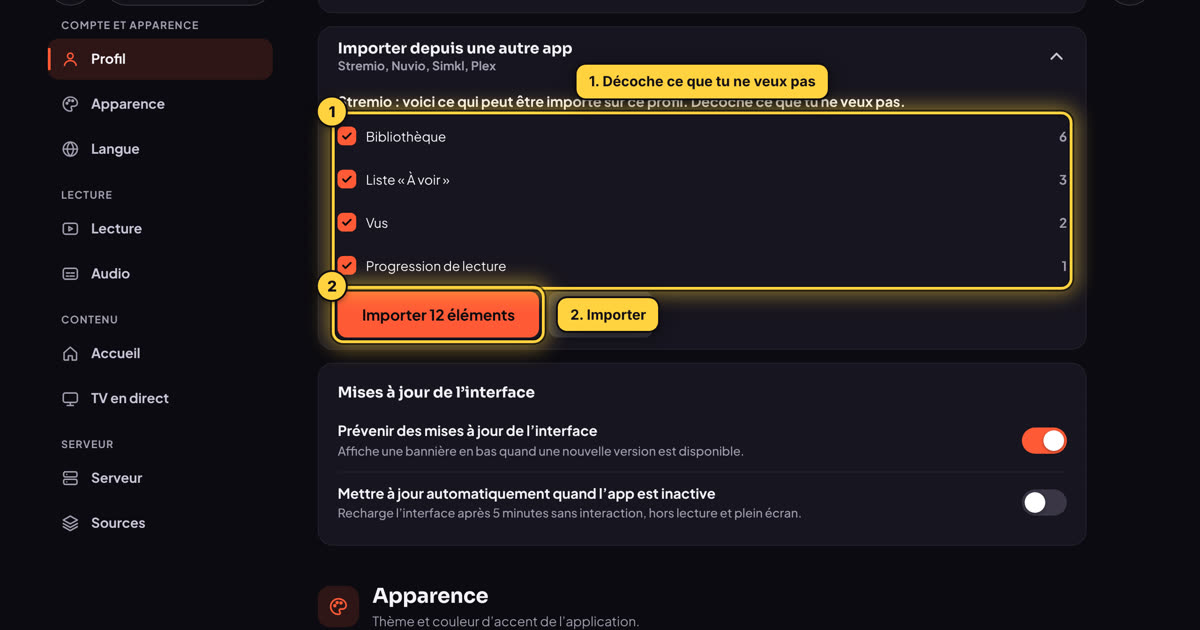 COMPTE ET APPARENCE
Profil
Apparence
Langue
LECTURE
Lecture
Audio
CONTENU
Accueil
TV en direct
SERVEUR
Serveur
Sources
Importer depuis une autre app
Stremio, Nuvio, Simkl, Plex
1. Décoche ce que tu ne veux pas
Stremio : voici ce qui peut être importé sur ce profil. Décoche ce que tu ne veux pas.
1
Bibliothèque 6
Liste « À voir » 3
Vus 2
Progression de lecture 1
2
Importer 12 éléments
2. Importer
Mises à jour de l’interface
Prévenir des mises à jour de l’interface
Affiche une bannière en bas quand une nouvelle version est disponible.
Mettre à jour automatiquement quand l’app est inactive
Recharge l’interface après 5 minutes sans interaction, hors lecture et plein écran.
Apparence
Thème et couleur d’accent de l’application.